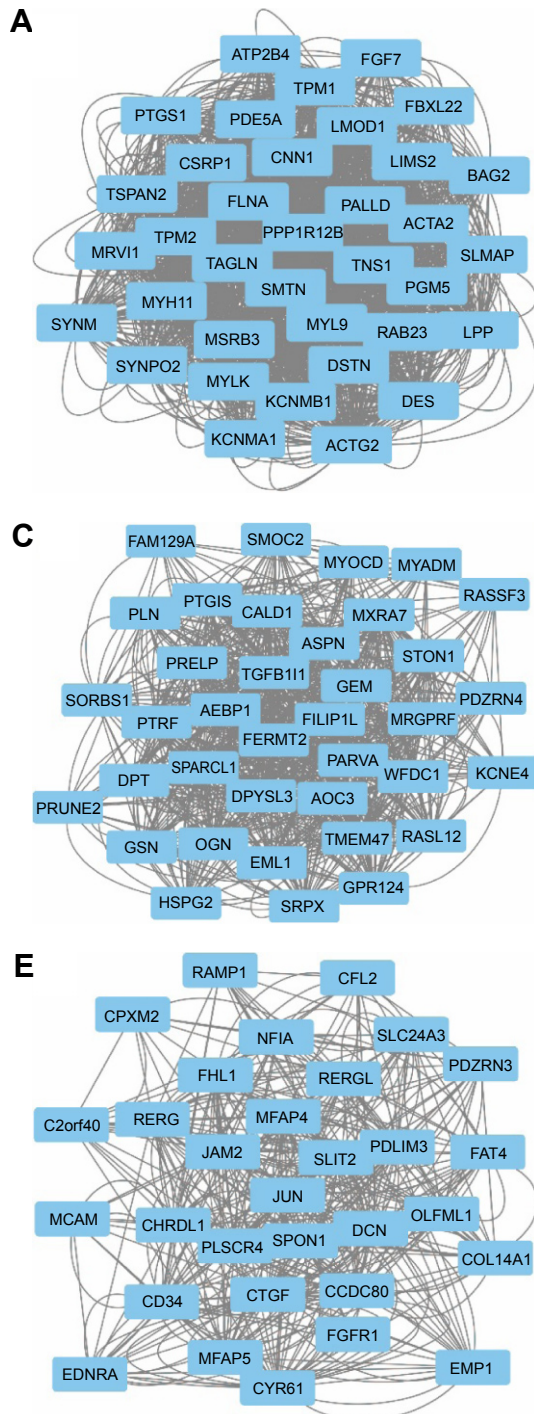 A
ATP2B4
FGF7
TPM1
PTGS1
PDE5A
FBXL22
LMOD1
CSRP1
CNN1
LIMS2
BAG2
TSPAN2
FLNA
PALLD
ACTA2
MRVI1
TPM2
PPP1R12B
SLMAP
TAGLN
TNS1
MYH11
SMTN
PGM5
SYNM
MSRB3
MYL9
RAB23
LPP
SYNPO2
MYLK
DSTN
KCNMB1
DES
KCNMA1
ACTG2
C
FAM129A
SMOC2
MYOCD
MYADM
RASSF3
PLN
PTGIS
CALD1
MXRA7
ASPN
PRELP
TGFB1I1
STON1
SORBS1
GEM
PDZRN4
PTRF
AEBP1
FILIP1L
MRGPRF
FERMT2
DPT
SPARCL1
PARVA
WFDC1
KCNE4
PRUNE2
DPYSL3
AOC3
GSN
OGN
TMEM47
RASL12
EML1
HSPG2
SRPX
GPR124
E
RAMP1
CFL2
CPXM2
NFIA
SLC24A3
PDZRN3
FHL1
RERGL
C2orf40
RERG
MFAP4
JAM2
SLIT2
PDLIM3
FAT4
JUN
MCAM
CHRDL1
DCN
OLFML1
PLSCR4
SPON1
COL14A1
CD34
CTGF
CCDC80
FGFR1
EDNRA
MFAP5
EMP1
CYR61